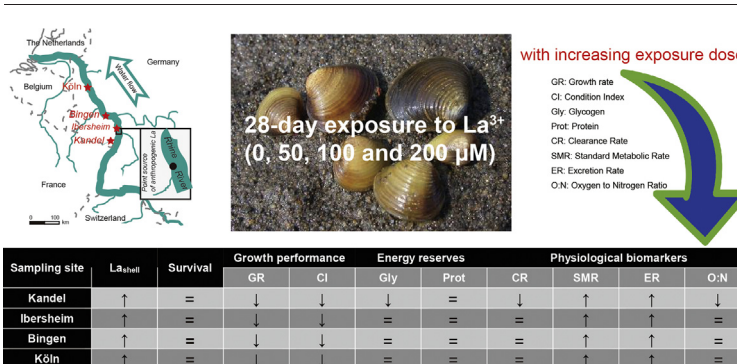 The Netherlands
Germany
Water flow
Belgium
Köln
Bingen
Ibersheim
Kandel
Point source
of anthropogenic La
Rhine
River
France
Switzerland
0 100
km
28-day exposure to La³⁺
(0, 50, 100 and 200 µM)
with increasing exposure dose
GR: Growth rate
CI: Condition Index
Gly: Glycogen
Prot: Protein
CR: Clearance Rate
SMR: Standard Metabolic Rate
ER: Excretion Rate
O:N: Oxygen to Nitrogen Ratio
Sampling site La shell Survival Growth performance Energy reserves Physiological biomarkers
GR CI Gly Prot CR SMR ER O:N
Kandel ↑ = ↓ ↓ ↓ = ↓ ↑ ↑ ↓
Ibersheim ↑ = ↓ ↓ = = = ↑ ↑ =
Bingen ↑ = ↓ ↓ = = = ↑ ↑ =
Köln ↑ = ↓ ↓ = = = ↑ ↑ =